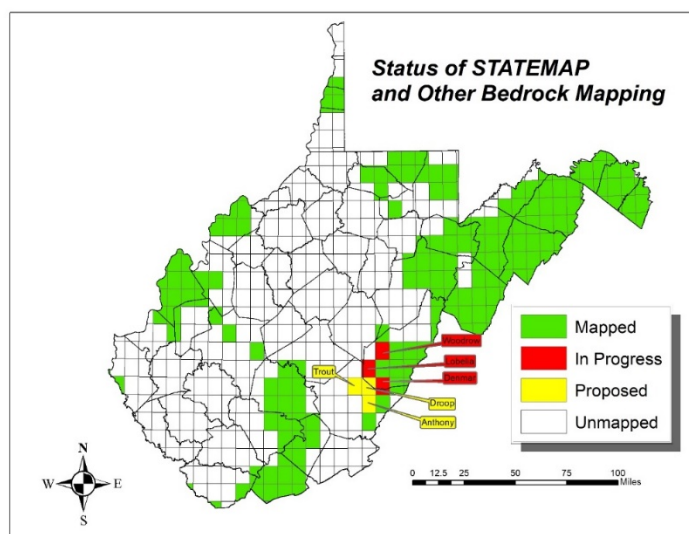 Status of STATEMAP
and Other Bedrock Mapping
Woodrow
Lobelia
Denmar
Trout
Droop
Anthony
Mapped
In Progress
Proposed
Unmapped
N
W E
S
0 12.5 25 50 75 100
Miles